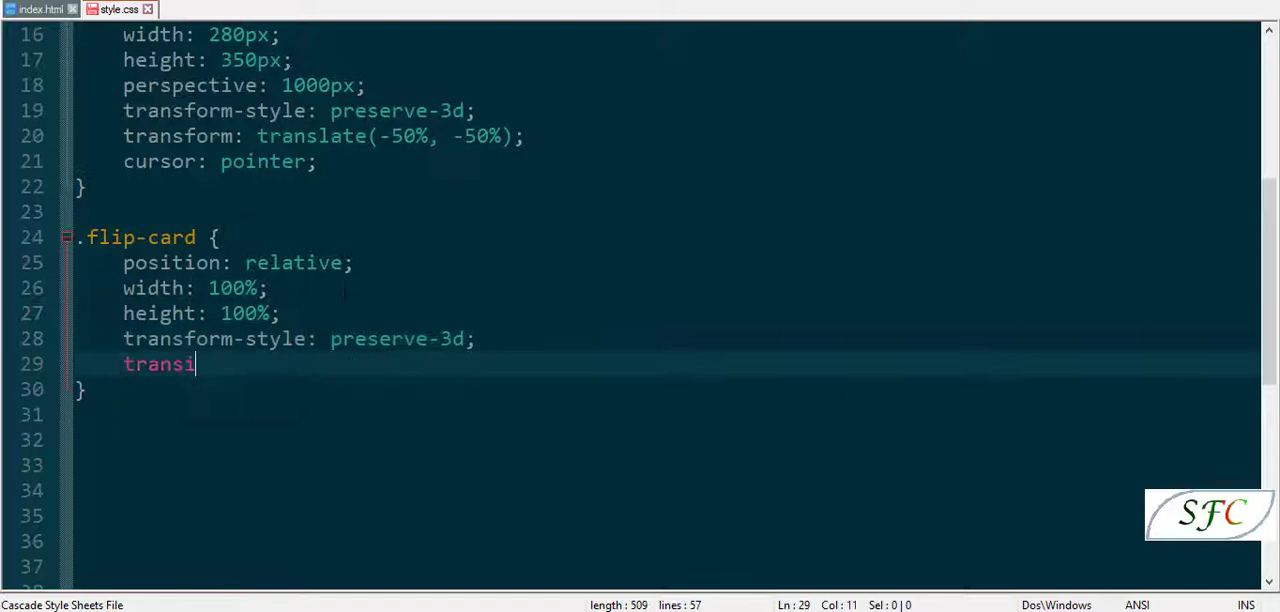 index.html
style.css
16 width: 280px;
17 height: 350px;
18 perspective: 1000px;
19 transform-style: preserve-3d;
20 transform: translate(-50%, -50%);
21 cursor: pointer;
22 }
23
24 .flip-card {
25 position: relative;
26 width: 100%;
27 height: 100%;
28 transform-style: preserve-3d;
29 transi
30 }
31
32
33
34
35
36
37
SFC
Cascade Style Sheets File length : 509 lines : 57 Ln : 29 Col : 11 Sel : 0 | 0 Dos\Windows ANSI INS